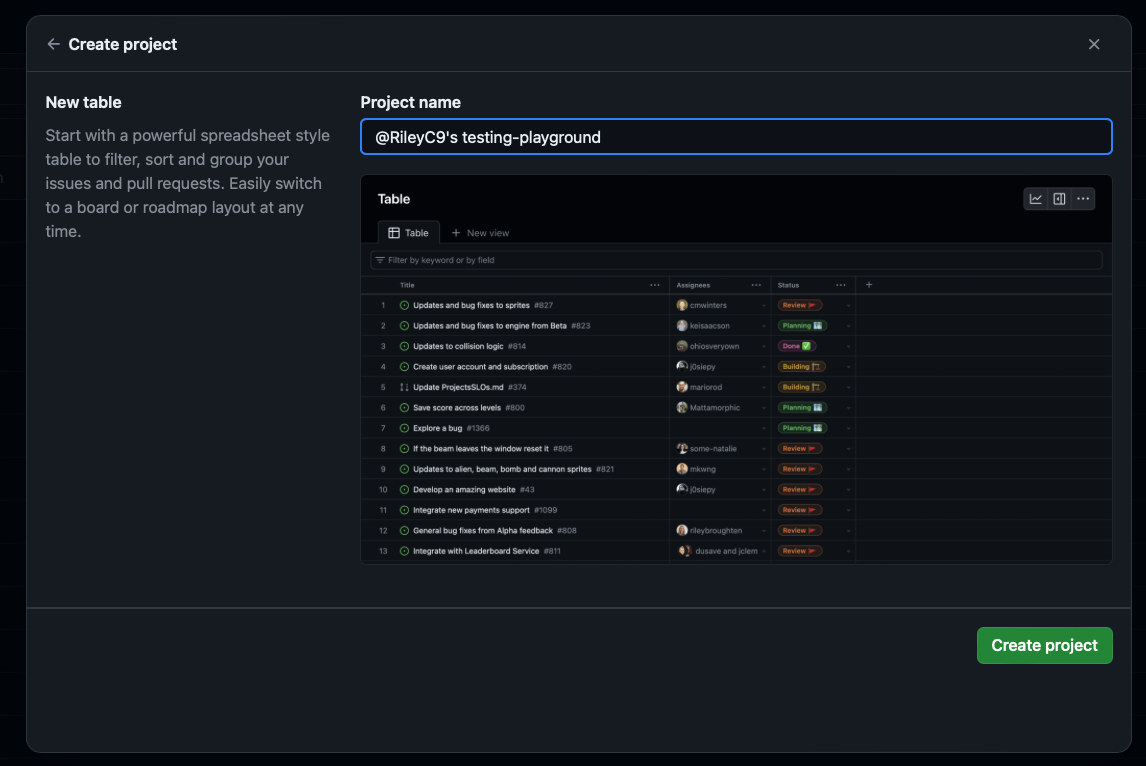 Create project
New table
Start with a powerful spreadsheet style
table to filter, sort and group your
issues and pull requests. Easily switch
to a board or roadmap layout at any
time.
Project name
@RileyC9's testing-playground
Table
Table New view
Filter by keyword or by field
Title Assignees Status
1 Updates and bug fixes to sprites #827 cmwinters Review
2 Updates and bug fixes to engine from Beta #823 keisaacson Planning
3 Updates to collision logic #814 ohiosveryown Done
4 Create user account and subscription #820 j0siepy Building
5 Update ProjectsSLOs.md #374 mariorod Building
6 Save score across levels #800 Mattamorphic Planning
7 Explore a bug #1366 Planning
8 If the beam leaves the window reset it #805 some-natalie Review
9 Updates to alien, beam, bomb and cannon sprites #821 mkwng Review
10 Develop an amazing website #43 j0siepy Review
11 Integrate new payments support #1099 Review
12 General bug fixes from Alpha feedback #808 rileybroughten Review
13 Integrate with Leaderboard Service #811 dusave and jclem Review
Create project